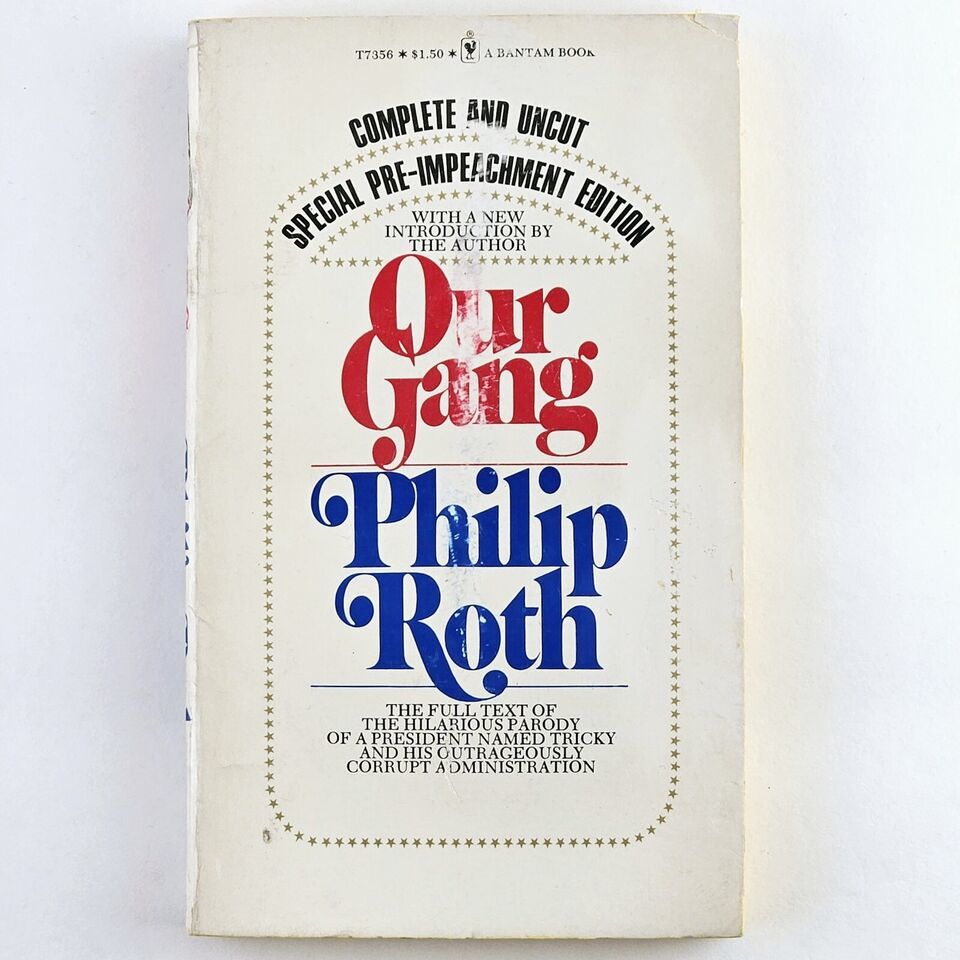 T7356 ★ $1.50 ★ ® A BANTAM BOOK
COMPLETE AND UNCUT
SPECIAL PRE-IMPEACHMENT EDITION
WITH A NEW
INTRODUCTION BY
THE AUTHOR
Our
Gang
Philip
Roth
THE FULL TEXT OF
THE HILARIOUS PARODY
OF A PRESIDENT NAMED TRICKY
AND HIS OUTRAGEOUSLY
CORRUPT ADMINISTRATION